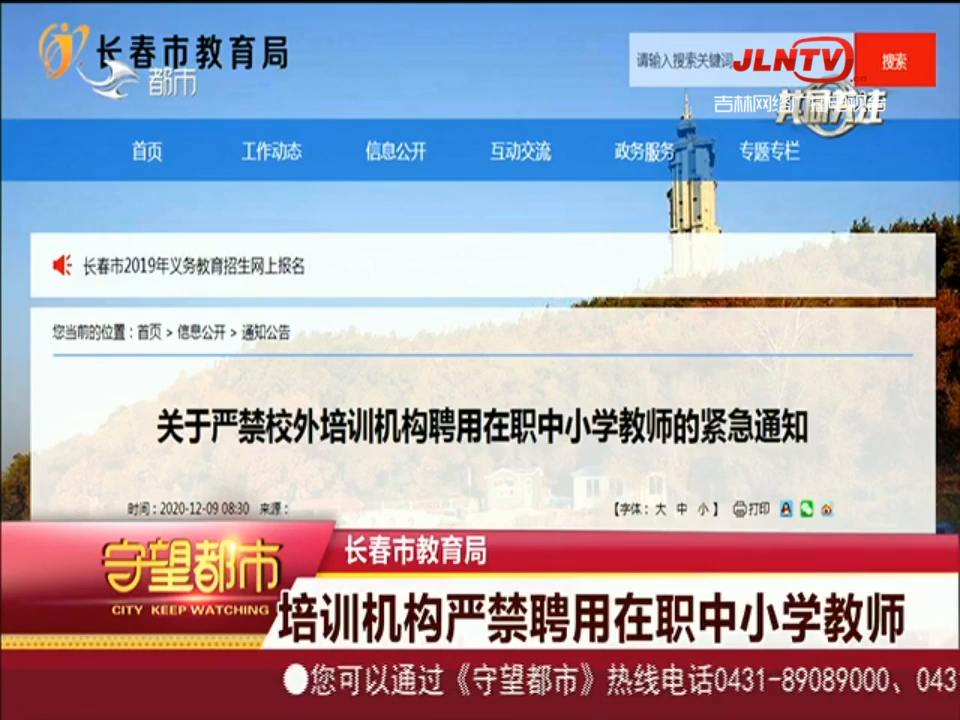 长春市教育局
都市
请输入搜索关键词
搜索
JLNTV
.cn
吉林网络广播电视台
共同关注
首页 工作动态 信息公开 互动交流 政务服务 专题专栏
长春市2019年义务教育招生网上报名
您当前的位置：首页 > 信息公开 > 通知公告
关于严禁校外培训机构聘用在职中小学教师的紧急通知
时间：2020-12-09 08:30 来源：
【字体：大 中 小 】 打印
守望都市
CITY KEEP WATCHING
长春市教育局
培训机构严禁聘用在职中小学教师
●您可以通过《守望都市》热线电话0431-89089000、043